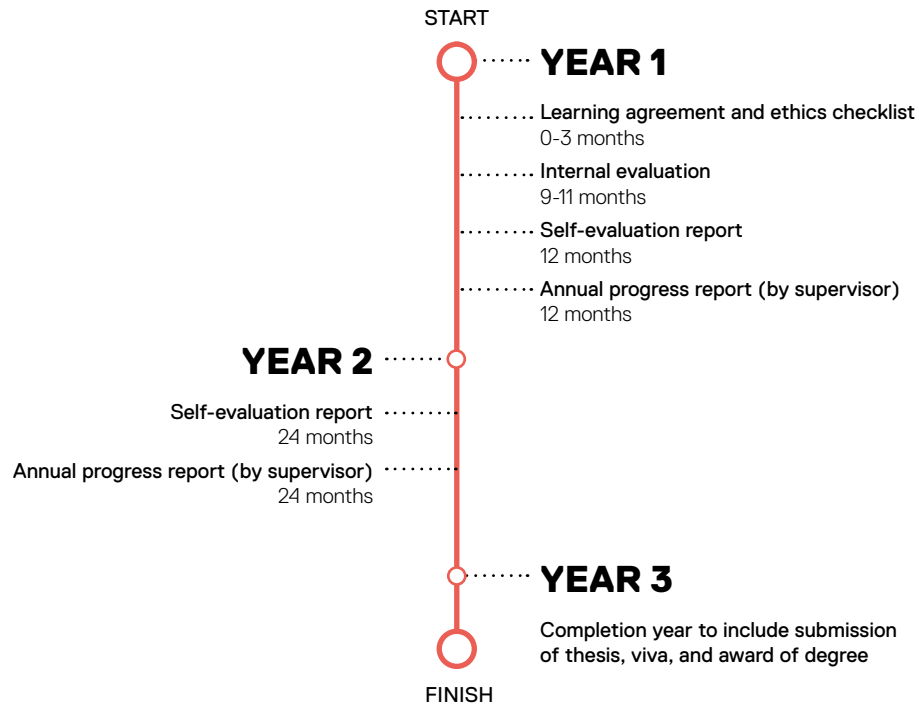 START
YEAR 1
Learning agreement and ethics checklist
0-3 months
Internal evaluation
9-11 months
Self-evaluation report
12 months
Annual progress report (by supervisor)
12 months
YEAR 2
Self-evaluation report
24 months
Annual progress report (by supervisor)
24 months
YEAR 3
Completion year to include submission
of thesis, viva, and award of degree
FINISH